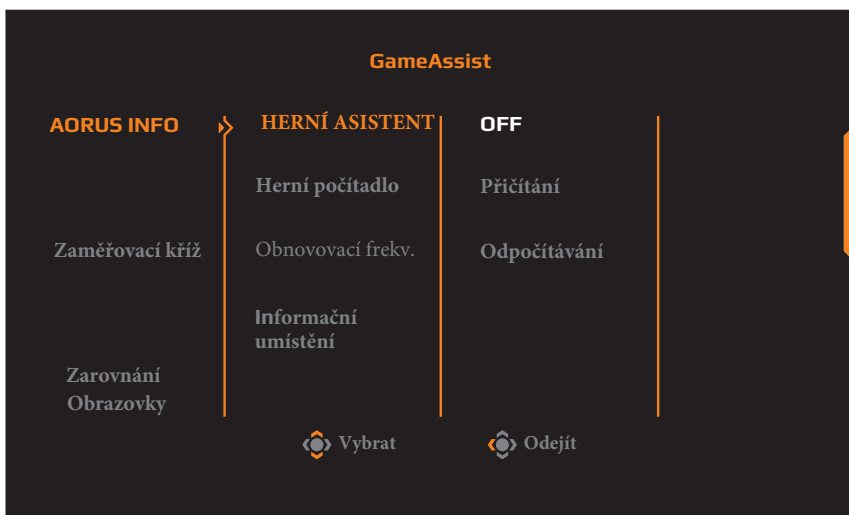 GameAssist
AORUS INFO
HERNÍ ASISTENT
OFF
Herní počítadlo
Přičítání
Zaměřovací kříž
Obnovovací frekv.
Odpočítávání
Informační
umístění
Zarovnání
Obrazovky
Vybrat
Odejít